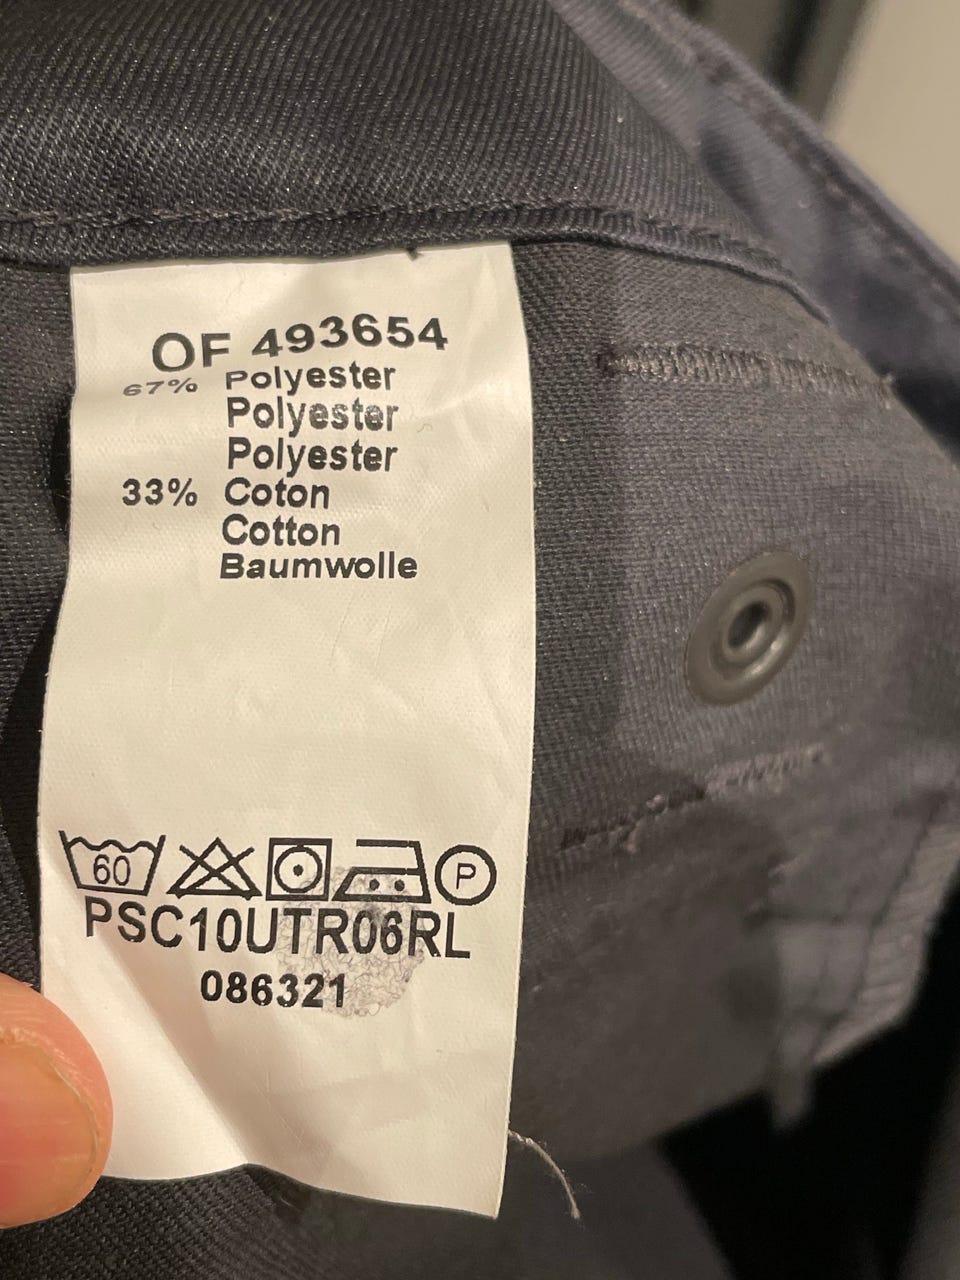 OF 493654
67% Polyester
Polyester
Polyester
33% Coton
Cotton
Baumwolle
60 P
PSC10UTR06RL
086321